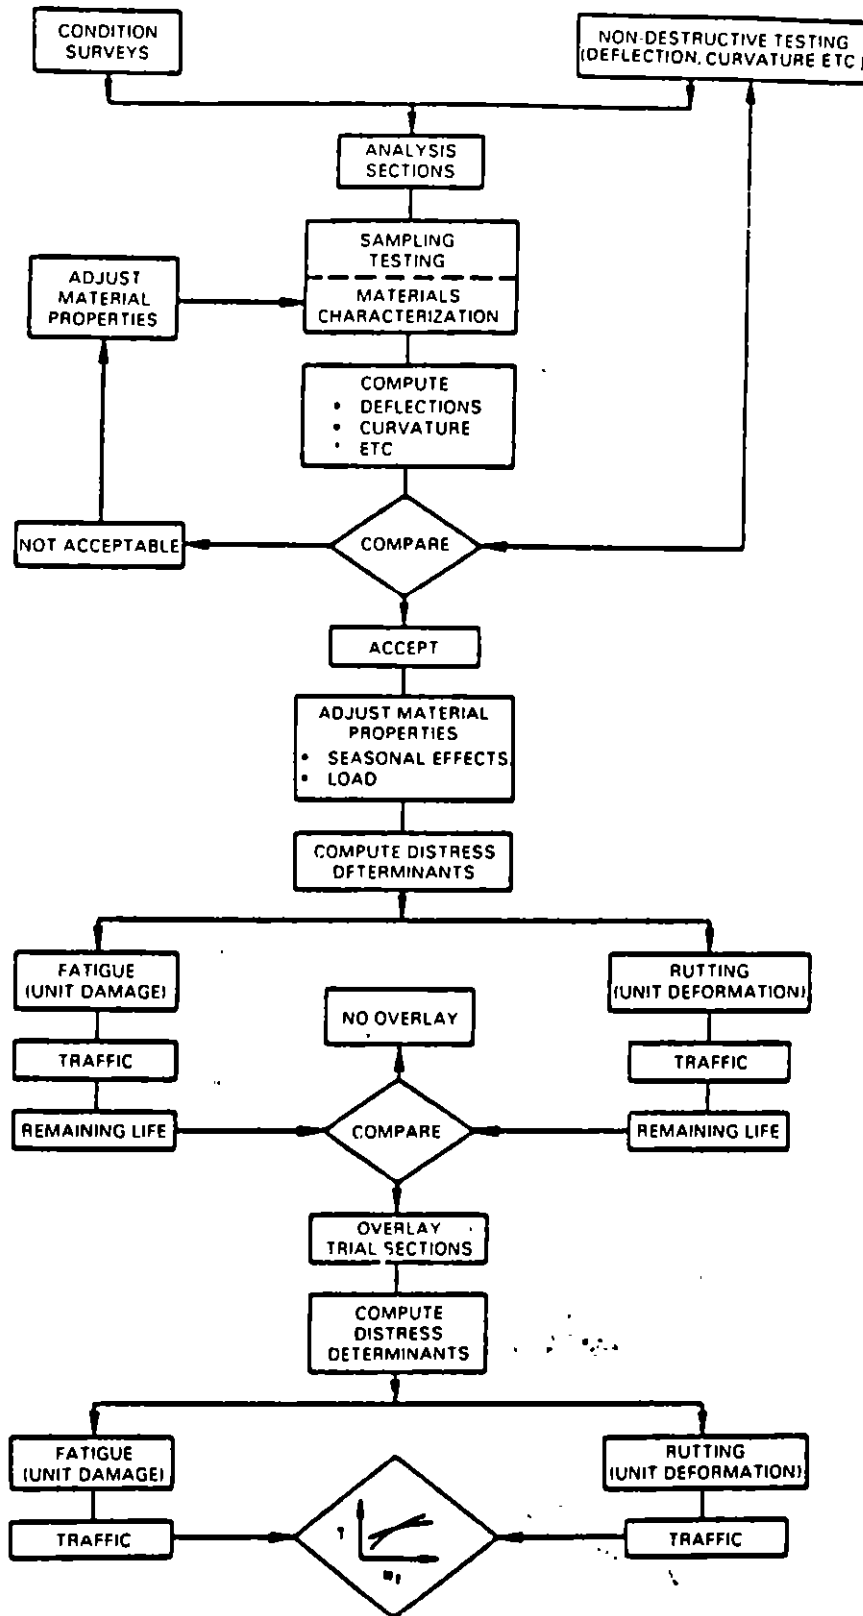 CONDITION
SURVEYS
NON-DESTRUCTIVE TESTING
(DEFLECTION, CURVATURE ETC )
ANALYSIS
SECTIONS
SAMPLING
TESTING
MATERIALS
CHARACTERIZATION
ADJUST
MATERIAL
PROPERTIES
COMPUTE
• DEFLECTIONS
• CURVATURE
• ETC
NOT ACCEPTABLE
COMPARE
ACCEPT
ADJUST MATERIAL
PROPERTIES
• SEASONAL EFFECTS
• LOAD
COMPUTE DISTRESS
DETERMINANTS
FATIGUE
(UNIT DAMAGE)
RUTTING
(UNIT DEFORMATION)
NO OVERLAY
TRAFFIC
TRAFFIC
REMAINING LIFE
COMPARE
REMAINING LIFE
OVERLAY
TRIAL SECTIONS
COMPUTE
DISTRESS
DETERMINANTS
FATIGUE
(UNIT DAMAGE)
RUTTING
(UNIT DEFORMATION)
TRAFFIC
T
TRAFFIC